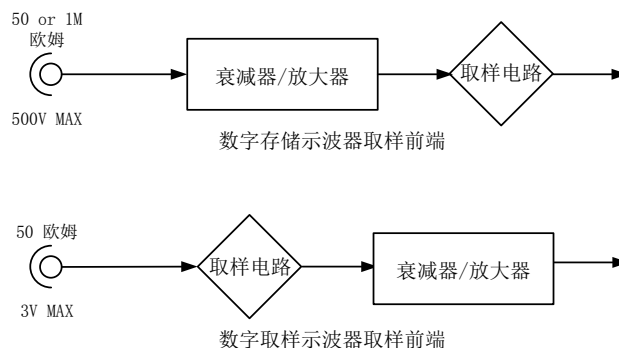 50 or 1M
欧姆
500V MAX
衰减器/放大器
取样电路
数字存储示波器取样前端
50 欧姆
3V MAX
取样电路
衰减器/放大器
数字取样示波器取样前端